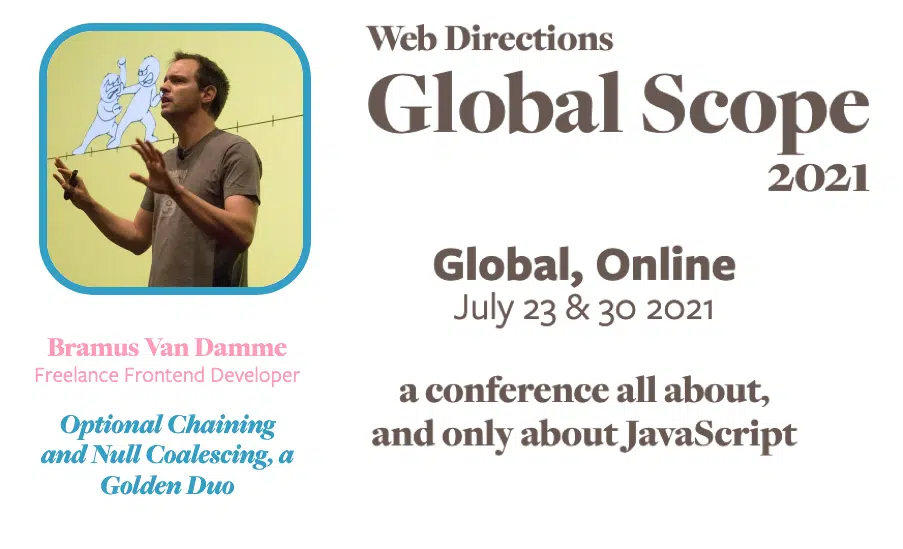 Web Directions
Global Scope
2021
Global, Online
July 23 & 30 2021
a conference all about,
and only about JavaScript
Bramus Van Damme
Freelance Frontend Developer
Optional Chaining
and Null Coalescing, a
Golden Duo